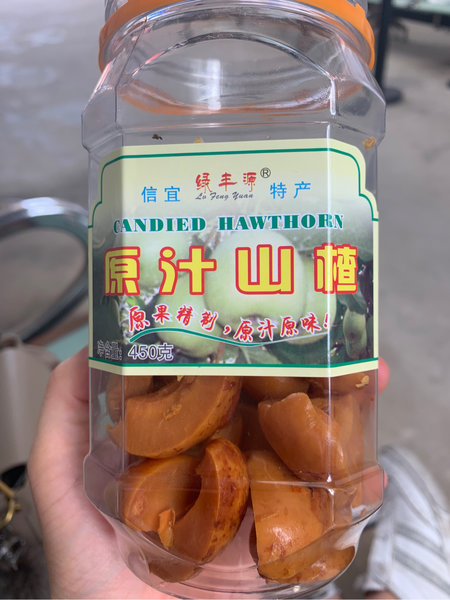 信宜 绿丰源® 特产
Lo Feng Yuan
CANDIED HAWTHORN
原汁山楂
原果精制，原汁原味！
净含量：450克